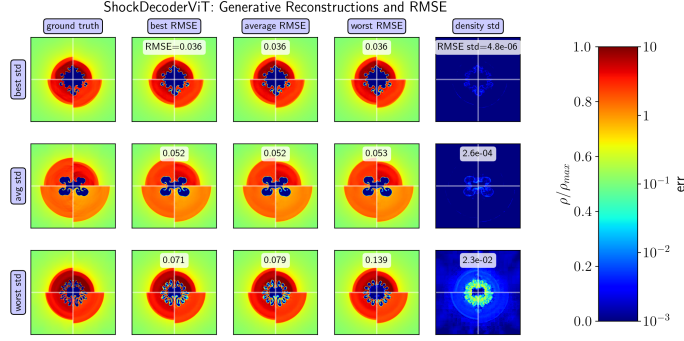 ShockDecoderViT: Generative Reconstructions and RMSE
ground truth best RMSE average RMSE worst RMSE density std
best std
RMSE=0.036 0.036 0.036 RMSE std=4.8e-06
avg std
0.052 0.052 0.053 2.6e-04
worst std
0.071 0.079 0.139 2.3e-02
1.0 10
0.8 1
0.6
0.4 10⁻¹
0.2 10⁻²
0.0 10⁻³
ρ/ρmax
err